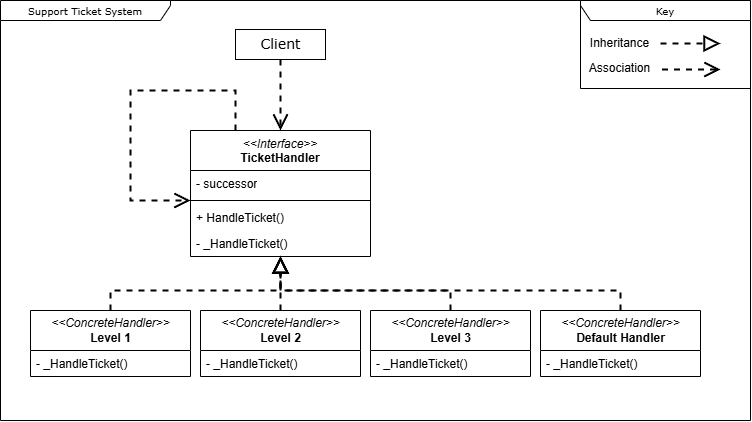 Support Ticket System
Key
Client
Inheritance
Association
<<Interface>>
TicketHandler
- successor
+ HandleTicket()
- _HandleTicket()
<<ConcreteHandler>>
Level 1
- _HandleTicket()
<<ConcreteHandler>>
Level 2
- _HandleTicket()
<<ConcreteHandler>>
Level 3
- _HandleTicket()
<<ConcreteHandler>>
Default Handler
- _HandleTicket()